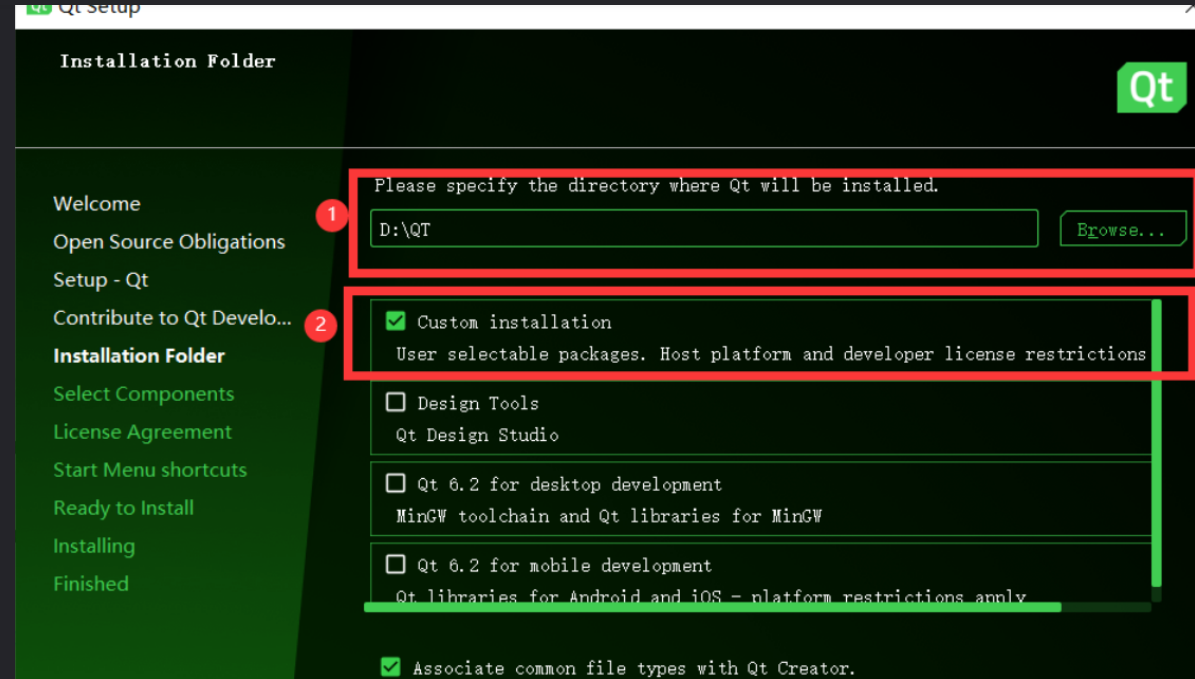 Qt Qt Setup
Installation Folder
Qt
Welcome
Open Source Obligations
Setup - Qt
Contribute to Qt Develo...
Installation Folder
Select Components
License Agreement
Start Menu shortcuts
Ready to Install
Installing
Finished
1
Please specify the directory where Qt will be installed.
D:\QT
Browse...
2
Custom installation
User selectable packages. Host platform and developer license restrictions
Design Tools
Qt Design Studio
Qt 6.2 for desktop development
MinGW toolchain and Qt libraries for MinGW
Qt 6.2 for mobile development
Qt libraries for Android and iOS - platform restrictions apply
Associate common file types with Qt Creator.